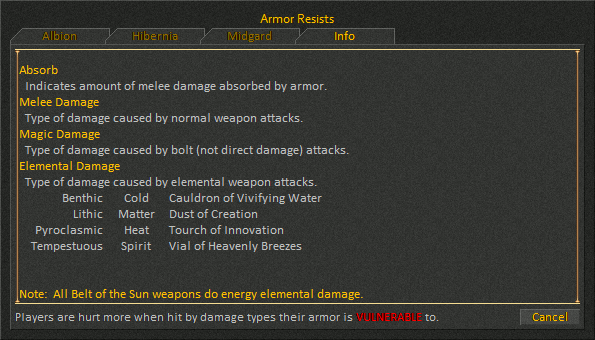 Armor Resists
Albion Hibernia Midgard Info
Absorb
Indicates amount of melee damage absorbed by armor.
Melee Damage
Type of damage caused by normal weapon attacks.
Magic Damage
Type of damage caused by bolt (not direct damage) attacks.
Elemental Damage
Type of damage caused by elemental weapon attacks.
Benthic Cold Cauldron of Vivifying Water
Lithic Matter Dust of Creation
Pyroclasmic Heat Tourch of Innovation
Tempestuous Spirit Vial of Heavenly Breezes
Note: All Belt of the Sun weapons do energy elemental damage.
Players are hurt more when hit by damage types their armor is VULNERABLE to.
Cancel